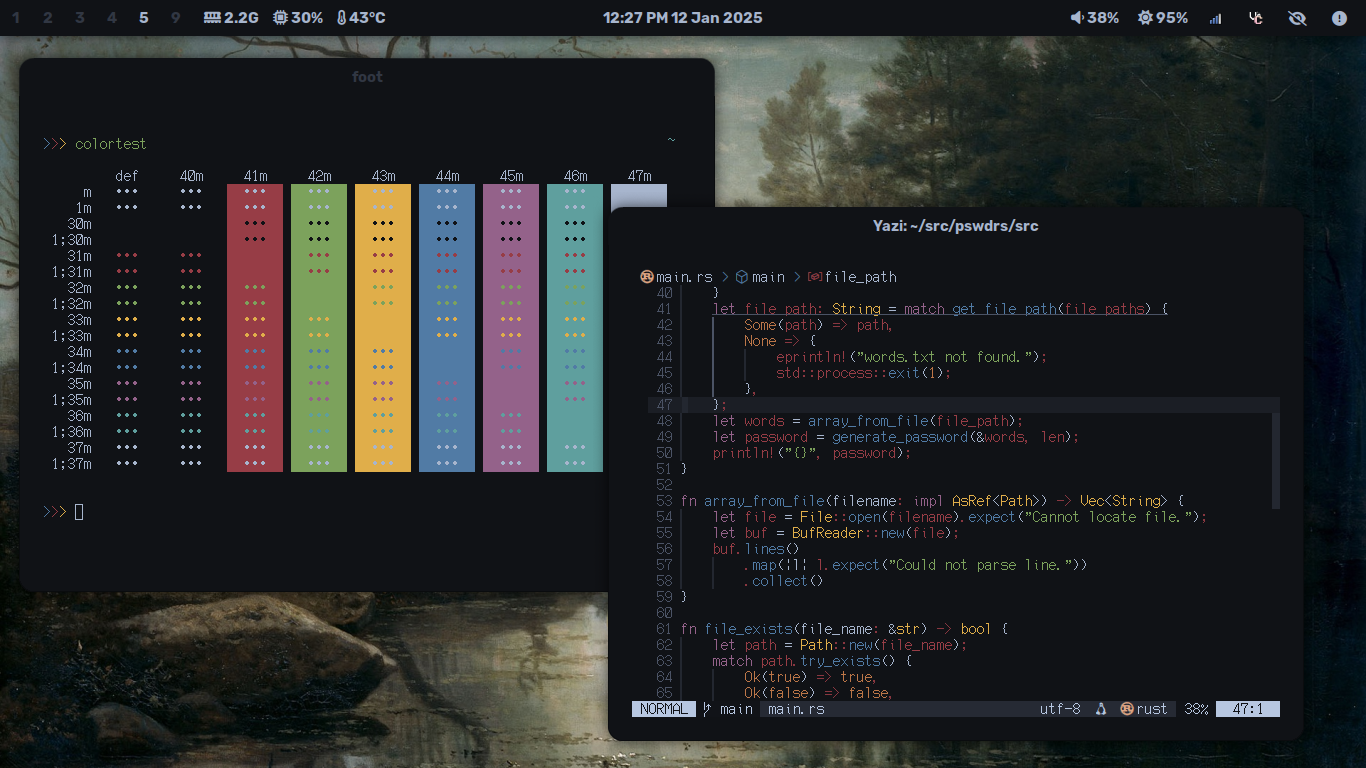 1 2 3 4 5 9 2.2G 30% 43°C 12:27 PM 12 Jan 2025 38% 95%
foot
>>> colortest ~
def 40m 41m 42m 43m 44m 45m 46m 47m
m
1m
30m
1;30m
31m
1;31m
32m
1;32m
33m
1;33m
34m
1;34m
35m
1;35m
36m
1;36m
37m
1;37m
>>>
Yazi: ~/src/pswdrs/src
main.rs > main > file_path
40 }
41 let file_path: String = match get_file_path(file_paths) {
42 Some(path) => path,
43 None => {
44 eprintln!("words.txt not found.");
45 std::process::exit(1);
46 },
47 };
48 let words = array_from_file(file_path);
49 let password = generate_password(&words, len);
50 println!("{}", password);
51 }
52
53 fn array_from_file(filename: impl AsRef<Path>) -> Vec<String> {
54 let file = File::open(filename).expect("Cannot locate file.");
55 let buf = BufReader::new(file);
56 buf.lines()
57 .map(|l| l.expect("Could not parse line."))
58 .collect()
59 }
60
61 fn file_exists(file_name: &str) -> bool {
62 let path = Path::new(file_name);
63 match path.try_exists() {
64 Ok(true) => true,
65 Ok(false) => false,
NORMAL main main.rs utf-8 rust 38% 47:1